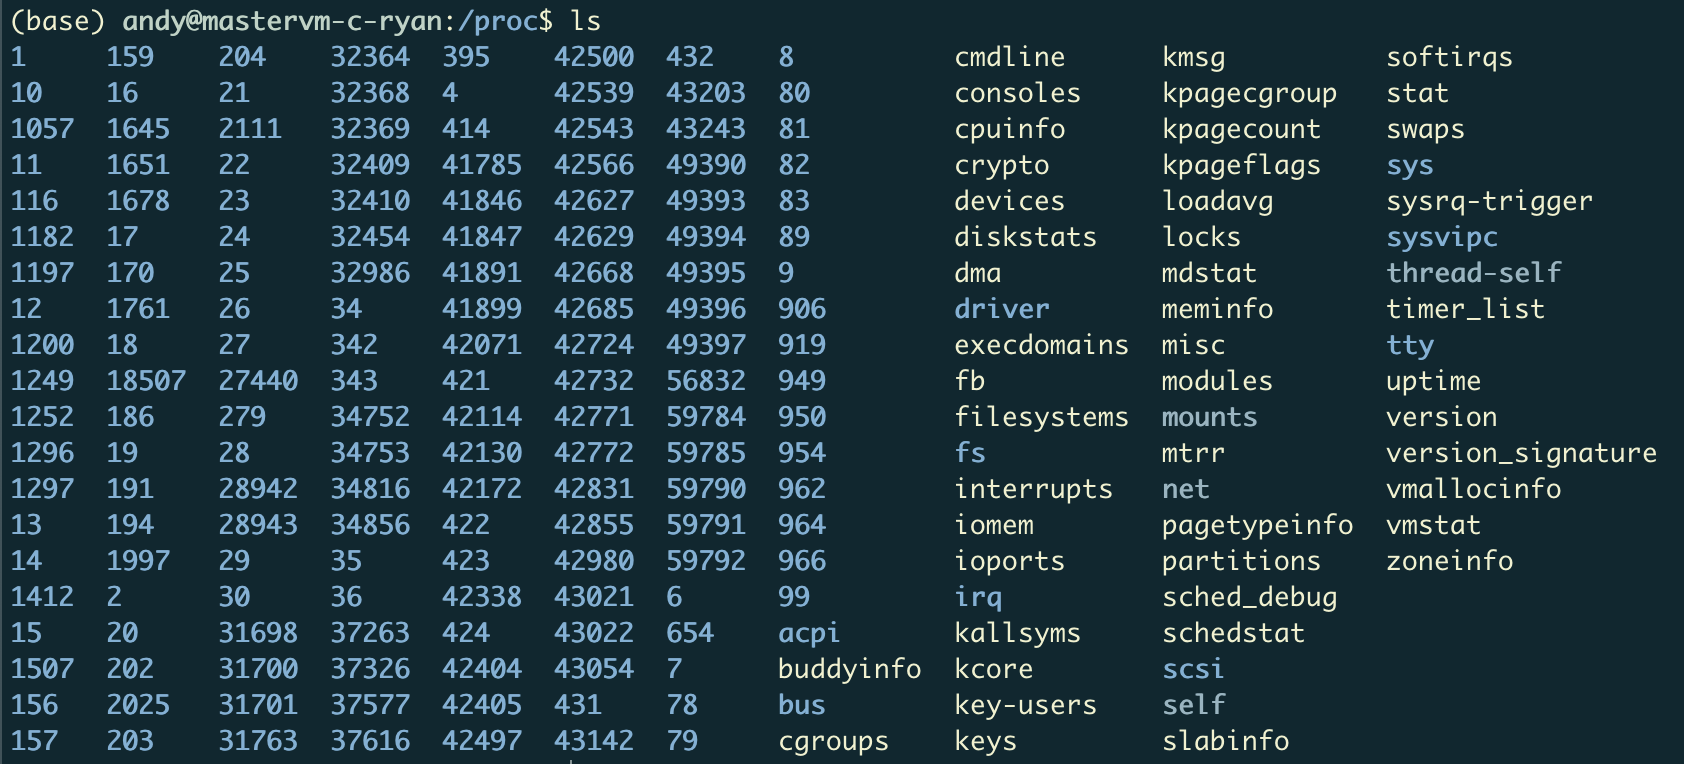 (base) andy@mastervm-c-ryan:/proc$ ls
1 159 204 32364 395 42500 432 8 cmdline kmsg softirqs
10 16 21 32368 4 42539 43203 80 consoles kpagecgroup stat
1057 1645 2111 32369 414 42543 43243 81 cpuinfo kpagecount swaps
11 1651 22 32409 41785 42566 49390 82 crypto kpageflags sys
116 1678 23 32410 41846 42627 49393 83 devices loadavg sysrq-trigger
1182 17 24 32454 41847 42629 49394 89 diskstats locks sysvipc
1197 170 25 32986 41891 42668 49395 9 dma mdstat thread-self
12 1761 26 34 41899 42685 49396 906 driver meminfo timer_list
1200 18 27 342 42071 42724 49397 919 execdomains misc tty
1249 18507 27440 343 421 42732 56832 949 fb modules uptime
1252 186 279 34752 42114 42771 59784 950 filesystems mounts version
1296 19 28 34753 42130 42772 59785 954 fs mtrr version_signature
1297 191 28942 34816 42172 42831 59790 962 interrupts net vmallocinfo
13 194 28943 34856 422 42855 59791 964 iomem pagetypeinfo vmstat
14 1997 29 35 423 42980 59792 966 ioports partitions zoneinfo
1412 2 30 36 42338 43021 6 99 irq sched_debug
15 20 31698 37263 424 43022 654 acpi kallsyms schedstat
1507 202 31700 37326 42404 43054 7 buddyinfo kcore scsi
156 2025 31701 37577 42405 431 78 bus key-users self
157 203 31763 37616 42497 43142 79 cgroups keys slabinfo